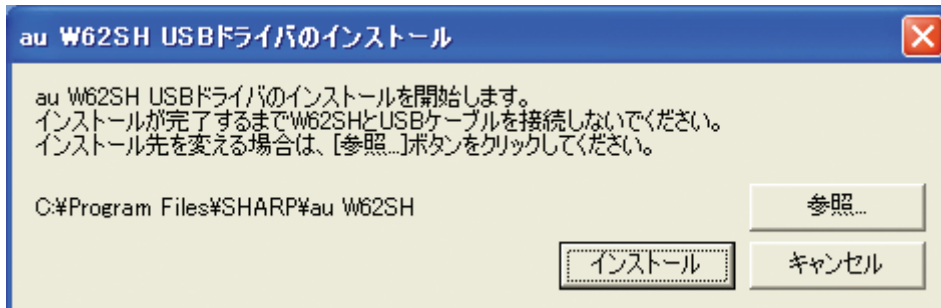 au W62SH USBドライバのインストール
au W62SH USBドライバのインストールを開始します。
インストールが完了するまでW62SHとUSBケーブルを接続しないでください。
インストール先を変える場合は、[参照...]ボタンをクリックしてください。
C:¥Program Files¥SHARP¥au W62SH
参照...
インストール
キャンセル